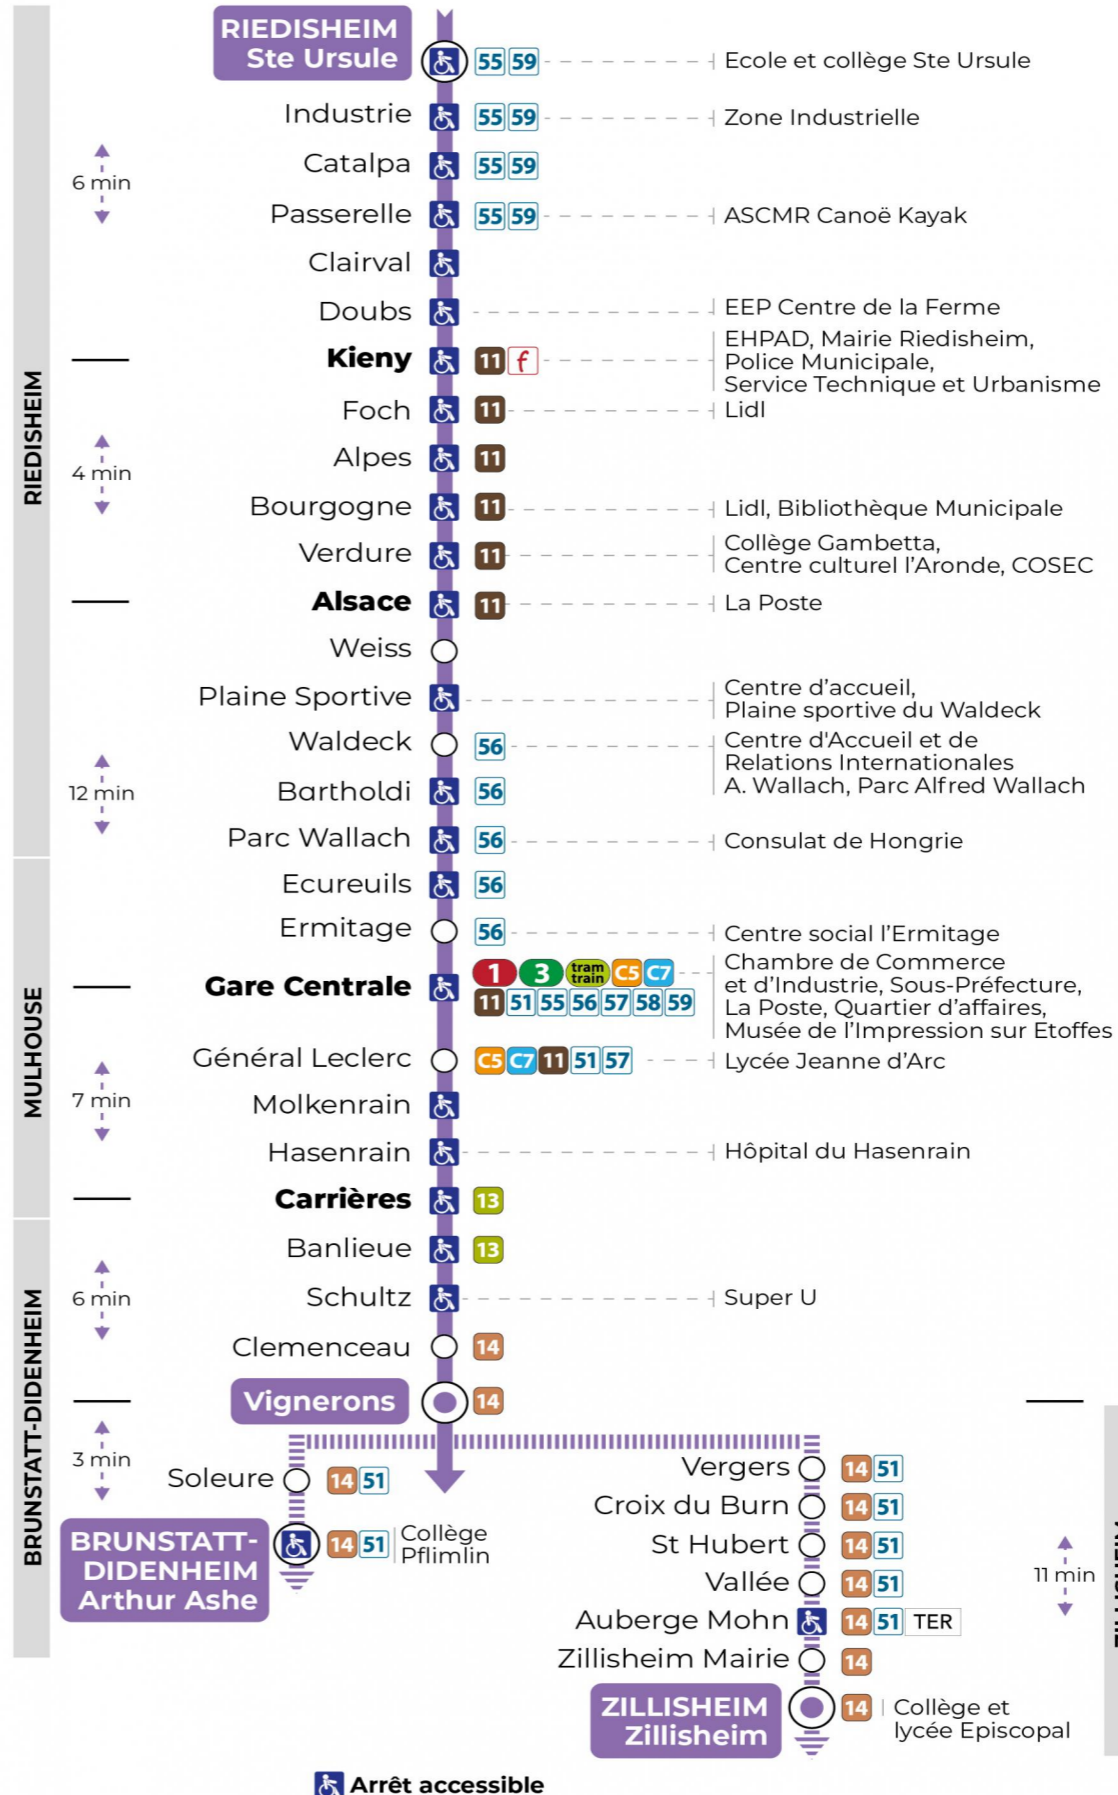 RIEDISHEIM
Ste Ursule
55 59
Ecole et collège Ste Ursule
Industrie
55 59
Zone Industrielle
Catalpa
55 59
6 min
Passerelle
55 59
ASCMR Canoë Kayak
Clairval
Doubs
EEP Centre de la Ferme
Kieny
11 f
EHPAD, Mairie Riedisheim,
Police Municipale,
Service Technique et Urbanisme
Foch
11
Lidl
RIEDISHEIM
4 min
Alpes
11
Bourgogne
11
Lidl, Bibliothèque Municipale
Verdure
11
Collège Gambetta,
Centre culturel l'Aronde, COSEC
Alsace
11
La Poste
Weiss
Plaine Sportive
Centre d'accueil,
Plaine sportive du Waldeck
Waldeck
56
Centre d'Accueil et de
Relations Internationales
A. Wallach, Parc Alfred Wallach
12 min
Bartholdi
56
Parc Wallach
56
Consulat de Hongrie
Ecureuils
56
Ermitage
56
Centre social l'Ermitage
Gare Centrale
1 3 tram train C5 C7
11 51 55 56 57 58 59
Chambre de Commerce
et d'Industrie, Sous-Préfecture,
La Poste, Quartier d'affaires,
Musée de l'Impression sur Etoffes
MULHOUSE
Général Leclerc
C5 C7 11 51 57
Lycée Jeanne d'Arc
7 min
Molkenrain
Hasenrain
Hôpital du Hasenrain
Carrières
13
Banlieue
13
6 min
Schultz
Super U
Clemenceau
14
Vignerons
14
BRUNSTATT-DIDENHEIM
3 min
Soleure
14 51
BRUNSTATT-
DIDENHEIM
Arthur Ashe
14 51
Collège
Pflimlin
Vergers
14 51
Croix du Burn
14 51
St Hubert
14 51
Vallée
14 51
11 min
Auberge Mohn
14 51 TER
Zillisheim Mairie
14
ZILLISHEIM
Zillisheim
14
Collège et
lycée Episcopal
Arrêt accessible